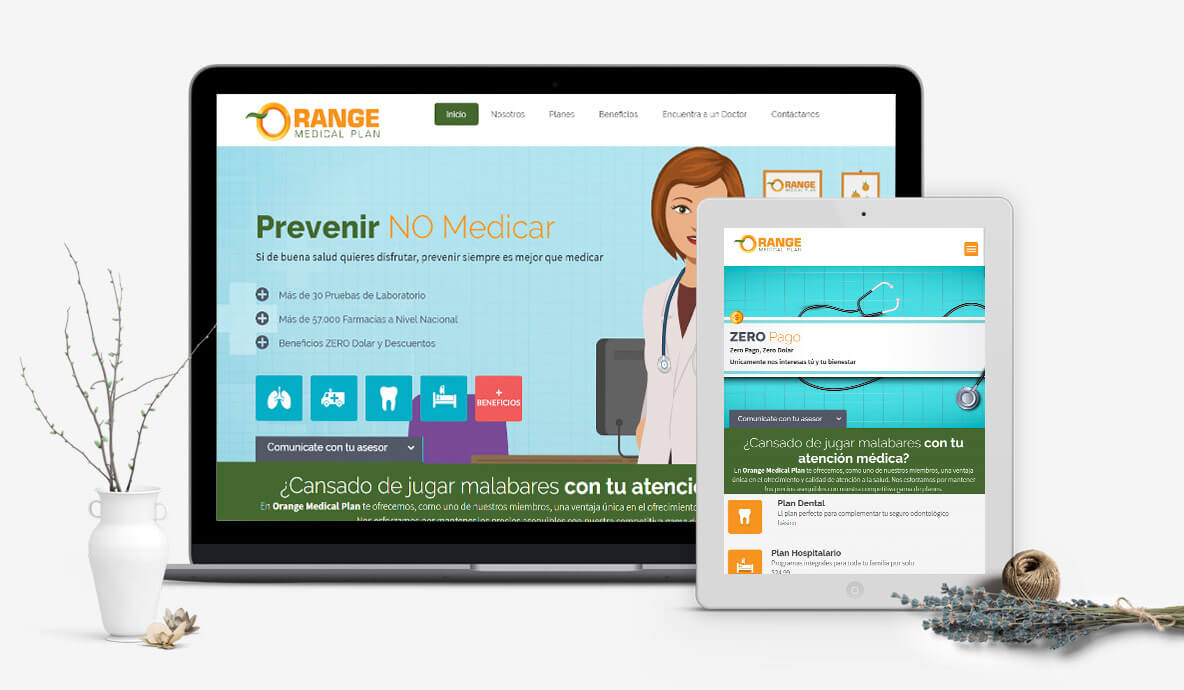 ORANGE
MEDICAL PLAN
Inicio
Nosotros
Planes
Beneficios
Encuentra a un Doctor
Contáctanos
ORANGE
MEDICAL PLAN
Prevenir NO Medicar
Si de buena salud quieres disfrutar, prevenir siempre es mejor que medicar
Más de 30 Pruebas de Laboratorio
Más de 57,000 Farmacias a Nivel Nacional
Beneficios ZERO Dolar y Descuentos
+
BENEFICIOS
Comunicate con tu asesor
¿Cansado de jugar malabares con tu atenci
En Orange Medical Plan te ofrecemos, como uno de nuestros miembros, una ventaja única en el ofrecimiento
Nos esforzamos por mantener los precios asequibles con nuestra competitiva gama d
ORANGE
MEDICAL PLAN
ZERO Pago
Zero Pago, Zero Dolar
Unicamente nos interesas tú y tu bienestar
Comunicate con tu asesor
¿Cansado de jugar malabares con tu
atención médica?
En Orange Medical Plan te ofrecemos, como uno de nuestros miembros, una ventaja
única en el ofrecimiento y calidad de atención a la salud. Nos esforzamos por mantener
los precios asequibles con nuestra competitiva gama de planes.
Plan Dental
El plan perfecto para complementar tu seguro odontológico
básico
Plan Hospitalario
Programas integrales para toda tu familia por solo
$24.99